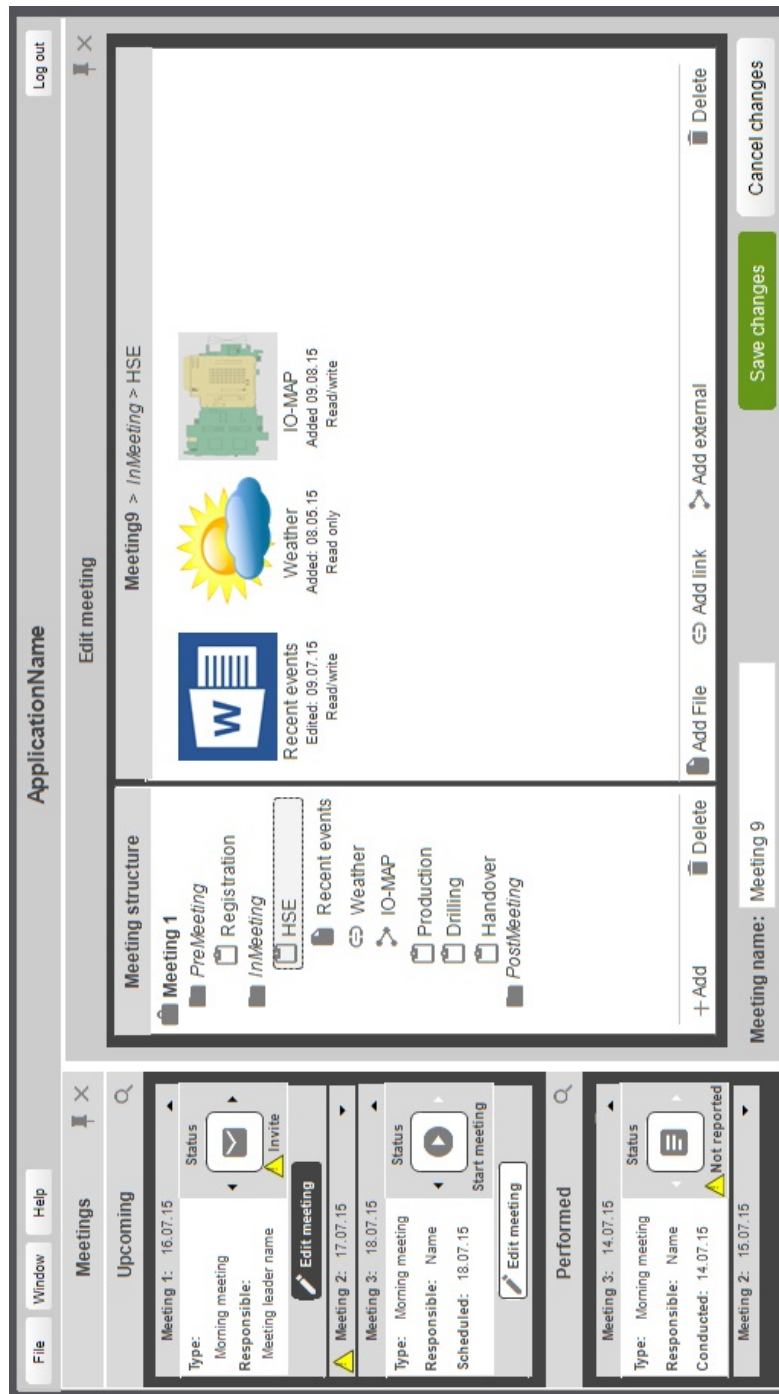 ApplicationName
File
Window
Help
Log out
Meetings
Upcoming
Meeting 1: 16.07.15
Type:
Morning meeting
Responsible:
Meeting leader name
Status
Invite
Edit meeting
Meeting 2: 17.07.15
Meeting 3: 18.07.15
Type: Morning meeting
Responsible: Name
Scheduled: 18.07.15
Status
Start meeting
Edit meeting
Performed
Meeting 3: 14.07.15
Type: Morning meeting
Responsible: Name
Conducted: 14.07.15
Status
Not reported
Meeting 2: 15.07.15
Edit meeting
Meeting structure
Meeting 1
PreMeeting
Registration
InMeeting
HSE
Recent events
Weather
IO-MAP
Production
Drilling
Handover
PostMeeting
+ Add
Delete
Meeting9 > InMeeting > HSE
W
Recent events
Edited: 09.07.15
Read/write
Weather
Added: 08.05.15
Read only
IO-MAP
Added 09.08.15
Read/write
Add File
Add link
Add external
Delete
Meeting name: Meeting 9
Save changes
Cancel changes